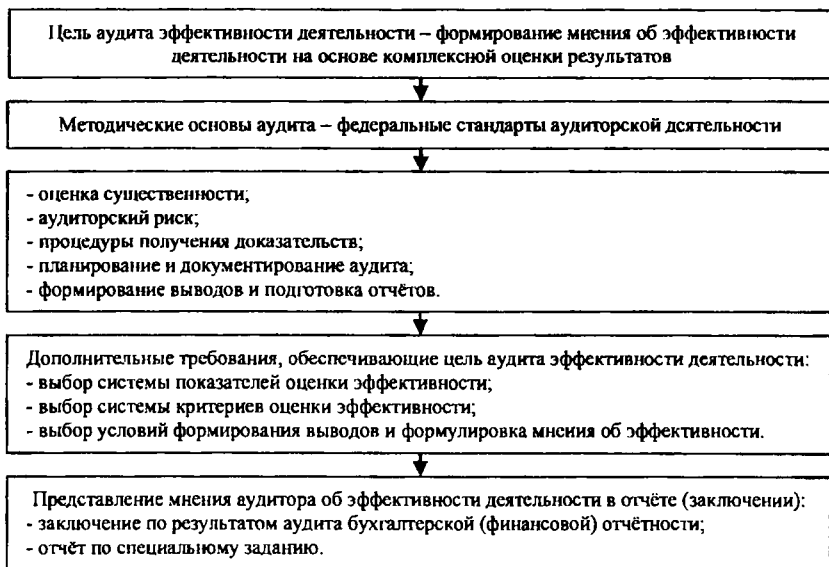 Цель аудита эффективности деятельности – формирование мнения об эффективности
деятельности на основе комплексной оценки результатов
Методические основы аудита – федеральные стандарты аудиторской деятельности
- оценка существенности;
- аудиторский риск;
- процедуры получения доказательств;
- планирование и документирование аудита;
- формирование выводов и подготовка отчётов.
Дополнительные требования, обеспечивающие цель аудита эффективности деятельности:
- выбор системы показателей оценки эффективности;
- выбор системы критериев оценки эффективности;
- выбор условий формирования выводов и формулировка мнения об эффективности.
Представление мнения аудитора об эффективности деятельности в отчёте (заключении):
- заключение по результатом аудита бухгалтерской (финансовой) отчётности;
- отчёт по специальному заданию.